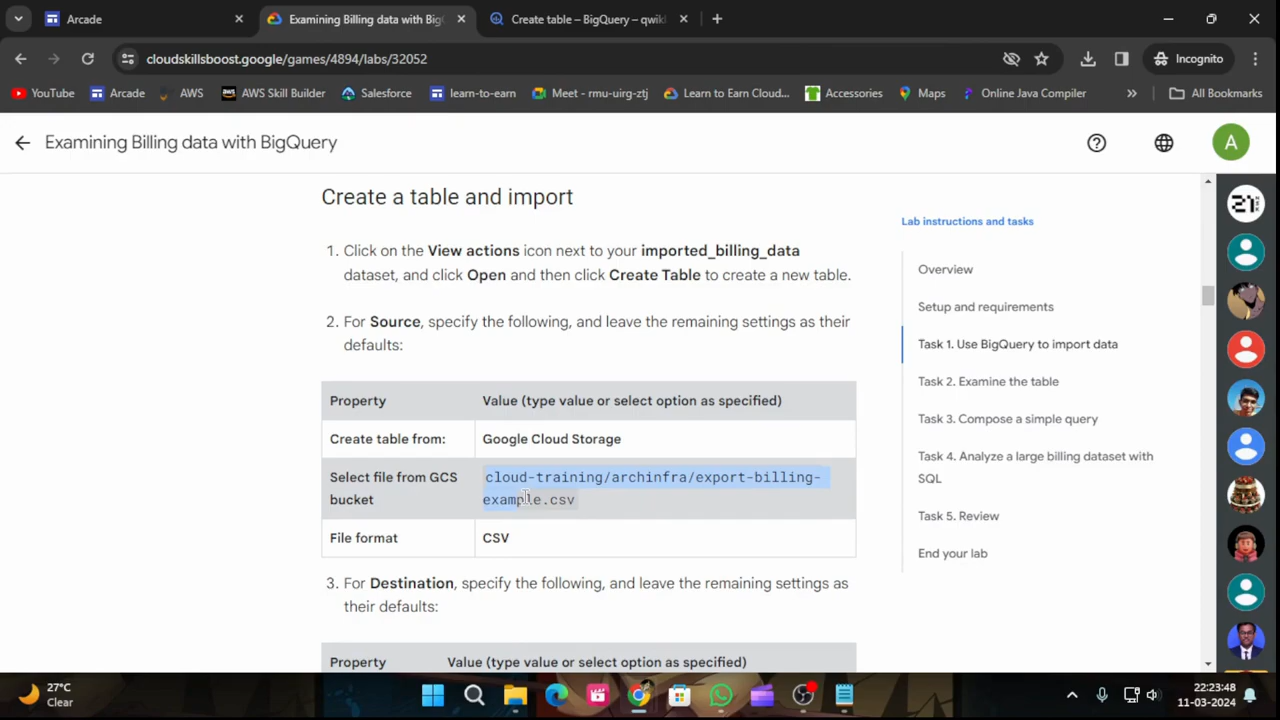 Arcade
Examining Billing data with Big
Create table – BigQuery – qwik
cloudskillsboost.google/games/4894/labs/32052
Incognito
YouTube
Arcade
AWS
AWS Skill Builder
Salesforce
learn-to-earn
Meet - rmu-uirg-ztj
Learn to Earn Cloud...
Accessories
Maps
Online Java Compiler
»
All Bookmarks
Examining Billing data with BigQuery
A
Create a table and import
1. Click on the View actions icon next to your imported_billing_data
dataset, and click Open and then click Create Table to create a new table.
2. For Source, specify the following, and leave the remaining settings as their
defaults:
Property Value (type value or select option as specified)
Create table from: Google Cloud Storage
Select file from GCS
bucket
cloud-training/archinfra/export-billing-
example.csv
File format CSV
3. For Destination, specify the following, and leave the remaining settings as
their defaults:
Property Value (type value or select option as specified)
Lab instructions and tasks
Overview
Setup and requirements
Task 1. Use BigQuery to import data
Task 2. Examine the table
Task 3. Compose a simple query
Task 4. Analyze a large billing dataset with
SQL
Task 5. Review
End your lab
27°C
Clear
22:23:48
11-03-2024